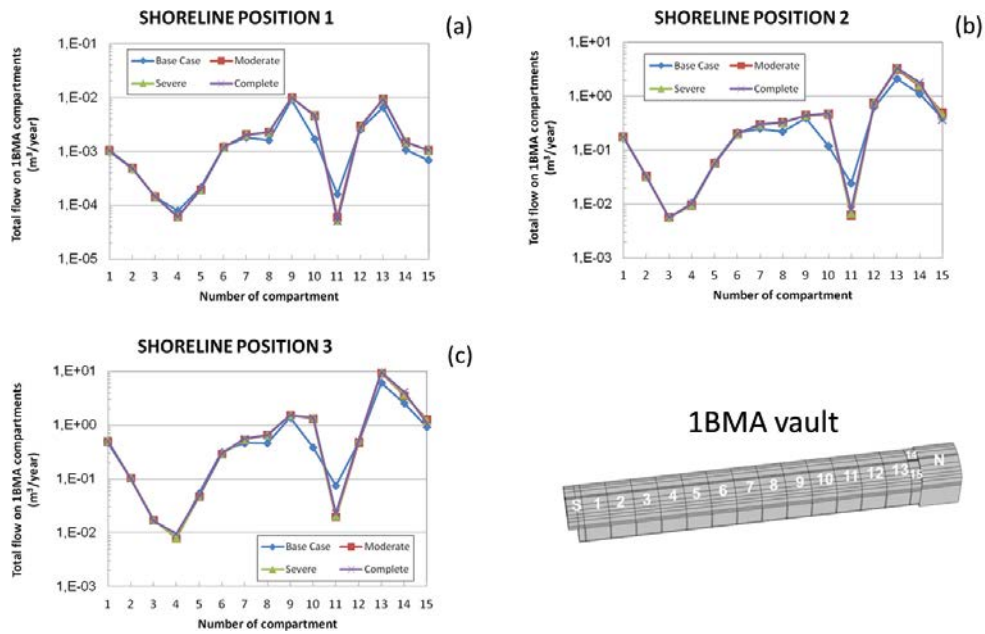 SHORELINE POSITION 1
(a)
Total flow on 1BMA compartments
(m³/year)
1,E-01
1,E-02
1,E-03
1,E-04
1,E-05
Base Case
Moderate
Severe
Complete
1 2 3 4 5 6 7 8 9 10 11 12 13 14 15
Number of compartment
SHORELINE POSITION 2
(b)
Total flow on 1BMA compartments
(m³/year)
1,E+01
1,E+00
1,E-01
1,E-02
1,E-03
Base Case
Moderate
Severe
Complete
1 2 3 4 5 6 7 8 9 10 11 12 13 14 15
Number of compartment
SHORELINE POSITION 3
(c)
Total flow on 1BMA compartments
(m³/year)
1,E+01
1,E+00
1,E-01
1,E-02
1,E-03
Base Case
Moderate
Severe
Complete
1 2 3 4 5 6 7 8 9 10 11 12 13 14 15
Number of compartment
1BMA vault
S 1 2 3 4 5 6 7 8 9 10 11 12 13 14 15 N